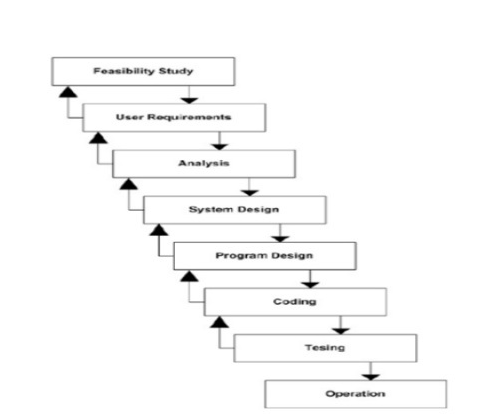 Feasibility Study
User Requirements
Analysis
System Design
Program Design
Coding
Tesing
Operation